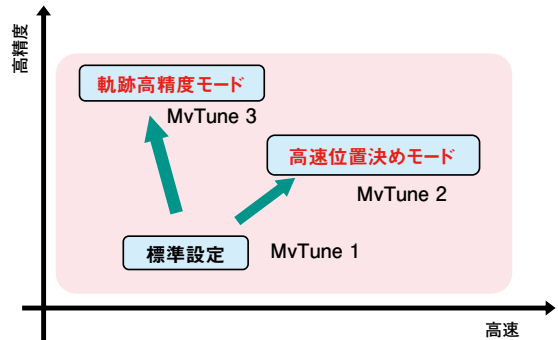 高精度
軌跡高精度モード
MvTune 3
高速位置決めモード
MvTune 2
標準設定
MvTune 1
高速